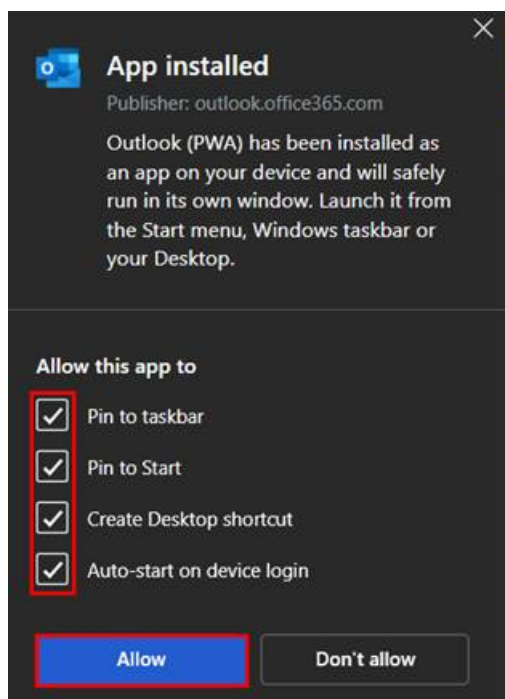 App installed
Publisher: outlook.office365.com
Outlook (PWA) has been installed as
an app on your device and will safely
run in its own window. Launch it from
the Start menu, Windows taskbar or
your Desktop.
Allow this app to
Pin to taskbar
Pin to Start
Create Desktop shortcut
Auto-start on device login
Allow
Don't allow